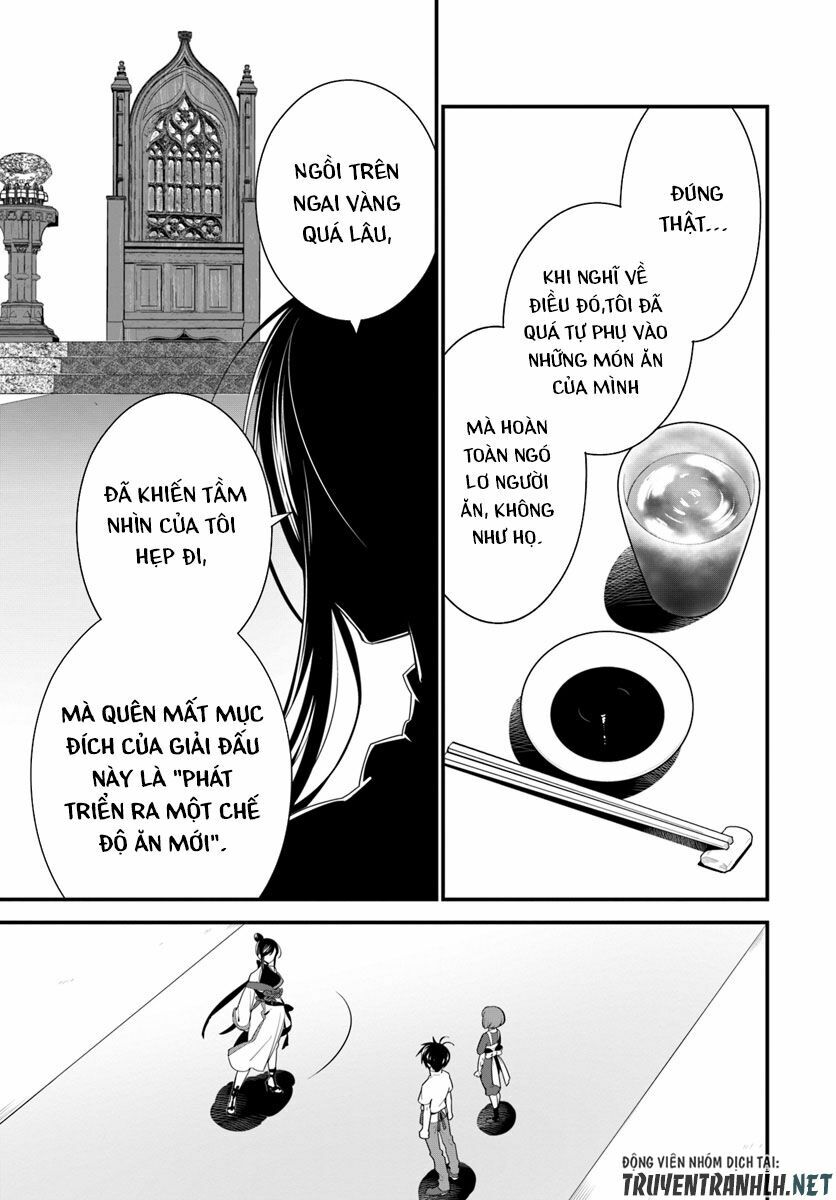 ĐÚNG
THẬT...
KHI NGHĨ VỀ
ĐIỀU ĐÓ,TÔI ĐÃ
QUÁ TỰ PHỤ VÀO
NHỮNG MÓN ĂN
CỦA MÌNH
MÀ HOÀN
TOÀN NGÓ
LƠ NGƯỜI
ĂN, KHÔNG
NHƯ HỌ.
NGỒI TRÊN
NGAI VÀNG
QUÁ LÂU,
ĐÃ KHIẾN TẦM
NHÌN CỦA TÔI
HẸP ĐI,
MÀ QUÊN MẤT MỤC
ĐÍCH CỦA GIẢI ĐẤU
NÀY LÀ "PHÁT
TRIỂN RA MỘT CHẾ
ĐỘ ĂN MỚI".
ĐỘNG VIÊN NHÓM DỊCH TẠI:
TRUYENTRANHLH.NET